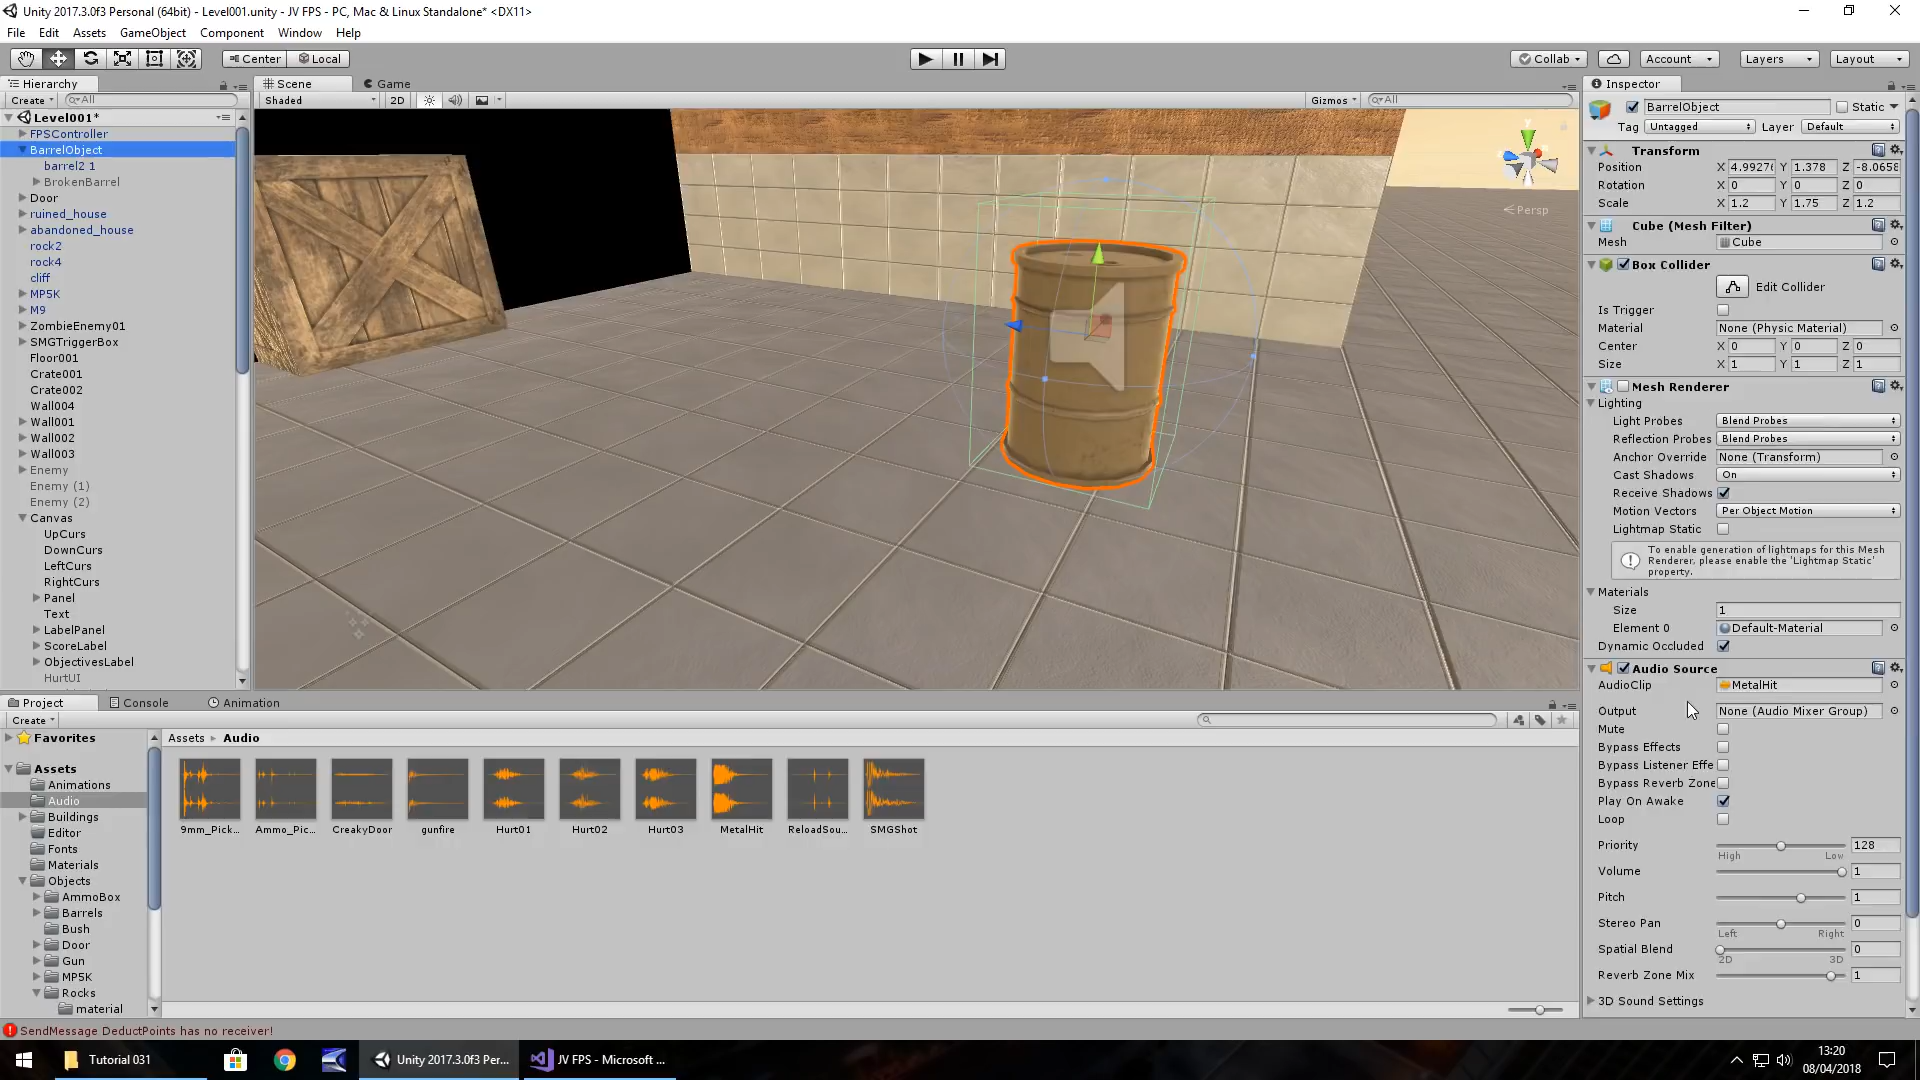 Unity 2017.3.0f3 Personal (64bit) - Level001.unity - JV FPS - PC, Mac & Linux Standalone* <DX11>
File Edit Assets GameObject Component Window Help
Center Local Collab Account Layers Layout
Hierarchy
Create All
Level001*
FPSController
BarrelObject
barrel2 1
BrokenBarrel
Door
ruined_house
abandoned_house
rock2
rock4
cliff
MP5K
M9
ZombieEnemy01
SMGTriggerBox
Floor001
Crate001
Crate002
Wall004
Wall001
Wall002
Wall003
Enemy
Enemy (1)
Enemy (2)
Canvas
UpCurs
DownCurs
LeftCurs
RightCurs
Panel
Text
LabelPanel
ScoreLabel
ObjectivesLabel
HurtUI
Scene Game
Shaded 2D Gizmos All
y
Persp
Inspector
BarrelObject Static
Tag Untagged Layer Default
Transform
Position X 4.9927 Y 1.378 Z -8.0658
Rotation X 0 Y 0 Z 0
Scale X 1.2 Y 1.75 Z 1.2
Cube (Mesh Filter)
Mesh Cube
Box Collider
Edit Collider
Is Trigger
Material None (Physic Material)
Center X 0 Y 0 Z 0
Size X 1 Y 1 Z 1
Mesh Renderer
Lighting
Light Probes Blend Probes
Reflection Probes Blend Probes
Anchor Override None (Transform)
Cast Shadows On
Receive Shadows
Motion Vectors Per Object Motion
Lightmap Static
To enable generation of lightmaps for this Mesh
Renderer, please enable the 'Lightmap Static'
property.
Materials
Size 1
Element 0 Default-Material
Dynamic Occluded
Audio Source
AudioClip MetalHit
Output None (Audio Mixer Group)
Mute
Bypass Effects
Bypass Listener Effe
Bypass Reverb Zone
Play On Awake
Loop
Priority 128
High Low
Volume 1
Pitch 1
Stereo Pan 0
Left Right
Spatial Blend 0
2D 3D
Reverb Zone Mix 1
3D Sound Settings
Project Console Animation
Create
Favorites
Assets
Animations
Audio
Buildings
Editor
Fonts
Materials
Objects
AmmoBox
Barrels
Bush
Door
Gun
MP5K
Rocks
material
Assets Audio
9mm_Pick... Ammo_Pic... CreakyDoor gunfire Hurt01 Hurt02 Hurt03 MetalHit ReloadSou... SMGShot
SendMessage DeductPoints has no receiver!
Tutorial 031 Unity 2017.3.0f3 Per... JV FPS - Microsoft ...
13:20
08/04/2018